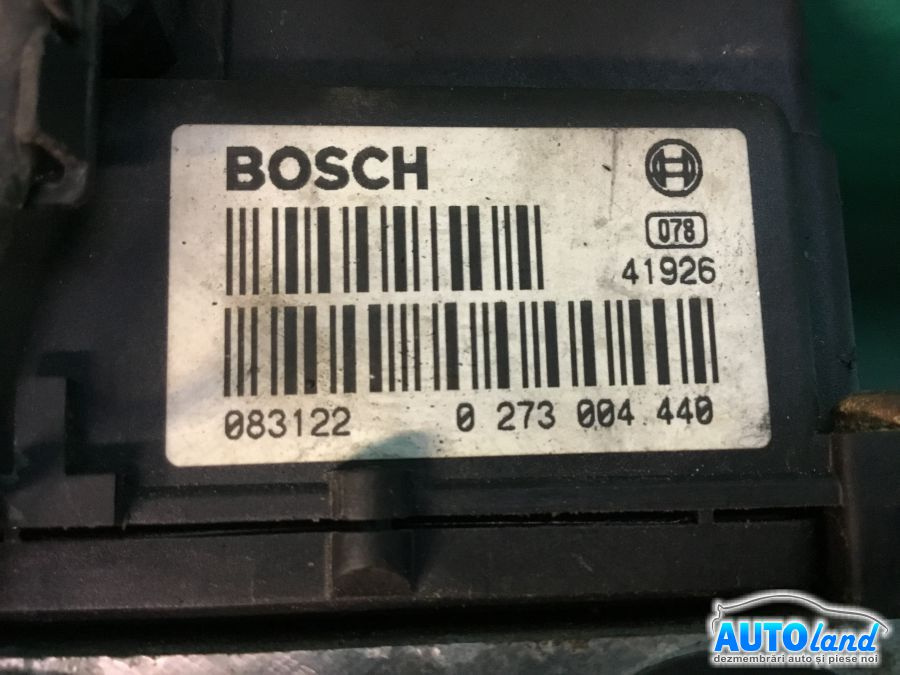 BOSCH
078
41926
083122 0 273 004 440
AUTOland
dezmembrări auto și piese noi